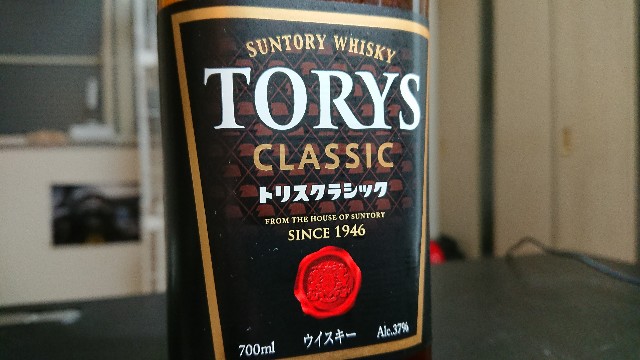 SUNTORY WHISKY
TORYS
CLASSIC
トリスクラシック
FROM THE HOUSE OF SUNTORY
SINCE 1946
700ml ウイスキー Alc.37%